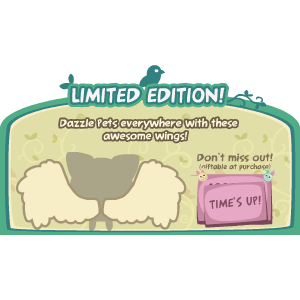 LIMITED EDITION!
Dazzle Pets everywhere with these
awesome wings!
Don't miss out!
(giftable at purchase)
TIME'S UP!